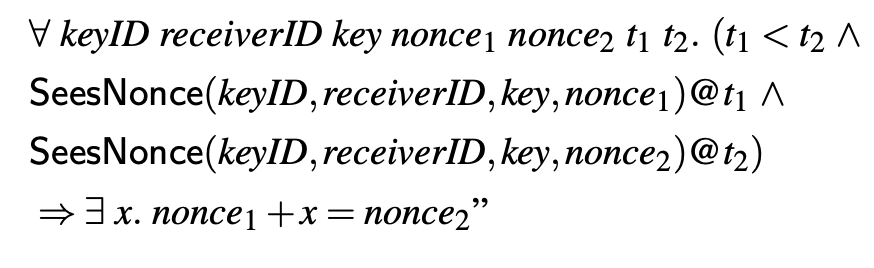 ∀ keyID receiverID key nonce₁ nonce₂ t₁ t₂. (t₁ < t₂ ∧
SeesNonce(keyID,receiverID,key,nonce₁)@t₁ ∧
SeesNonce(keyID,receiverID,key,nonce₂)@t₂)
⇒ ∃ x. nonce₁ + x = nonce₂”